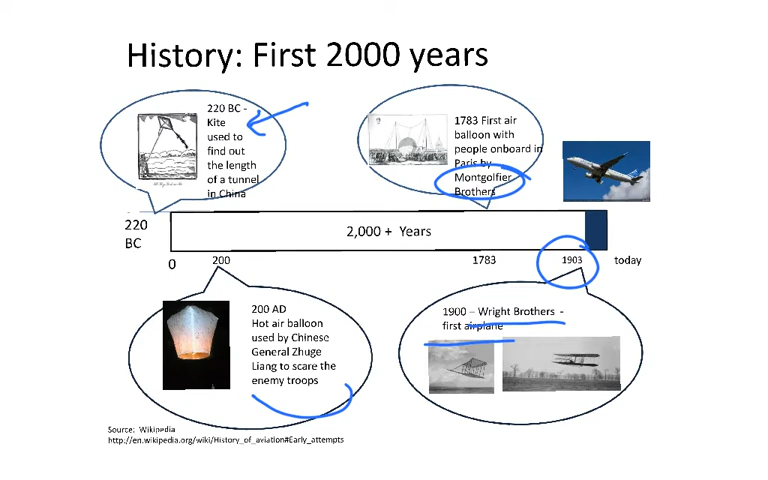 History: First 2000 years
220 BC -
Kite
used to
find out
the length
of a tunnel
in China
1783 First air
balloon with
people onboard in
Paris by
Montgolfier
Brothers
220
BC
2,000 + Years
0
200
1783
1903
today
200 AD
Hot air balloon
used by Chinese
General Zhuge
Liang to scare the
enemy troops
1900 – Wright Brothers -
first airplane
Source: Wikipedia
http://en.wikipedia.org/wiki/History_of_aviation#Early_attempts